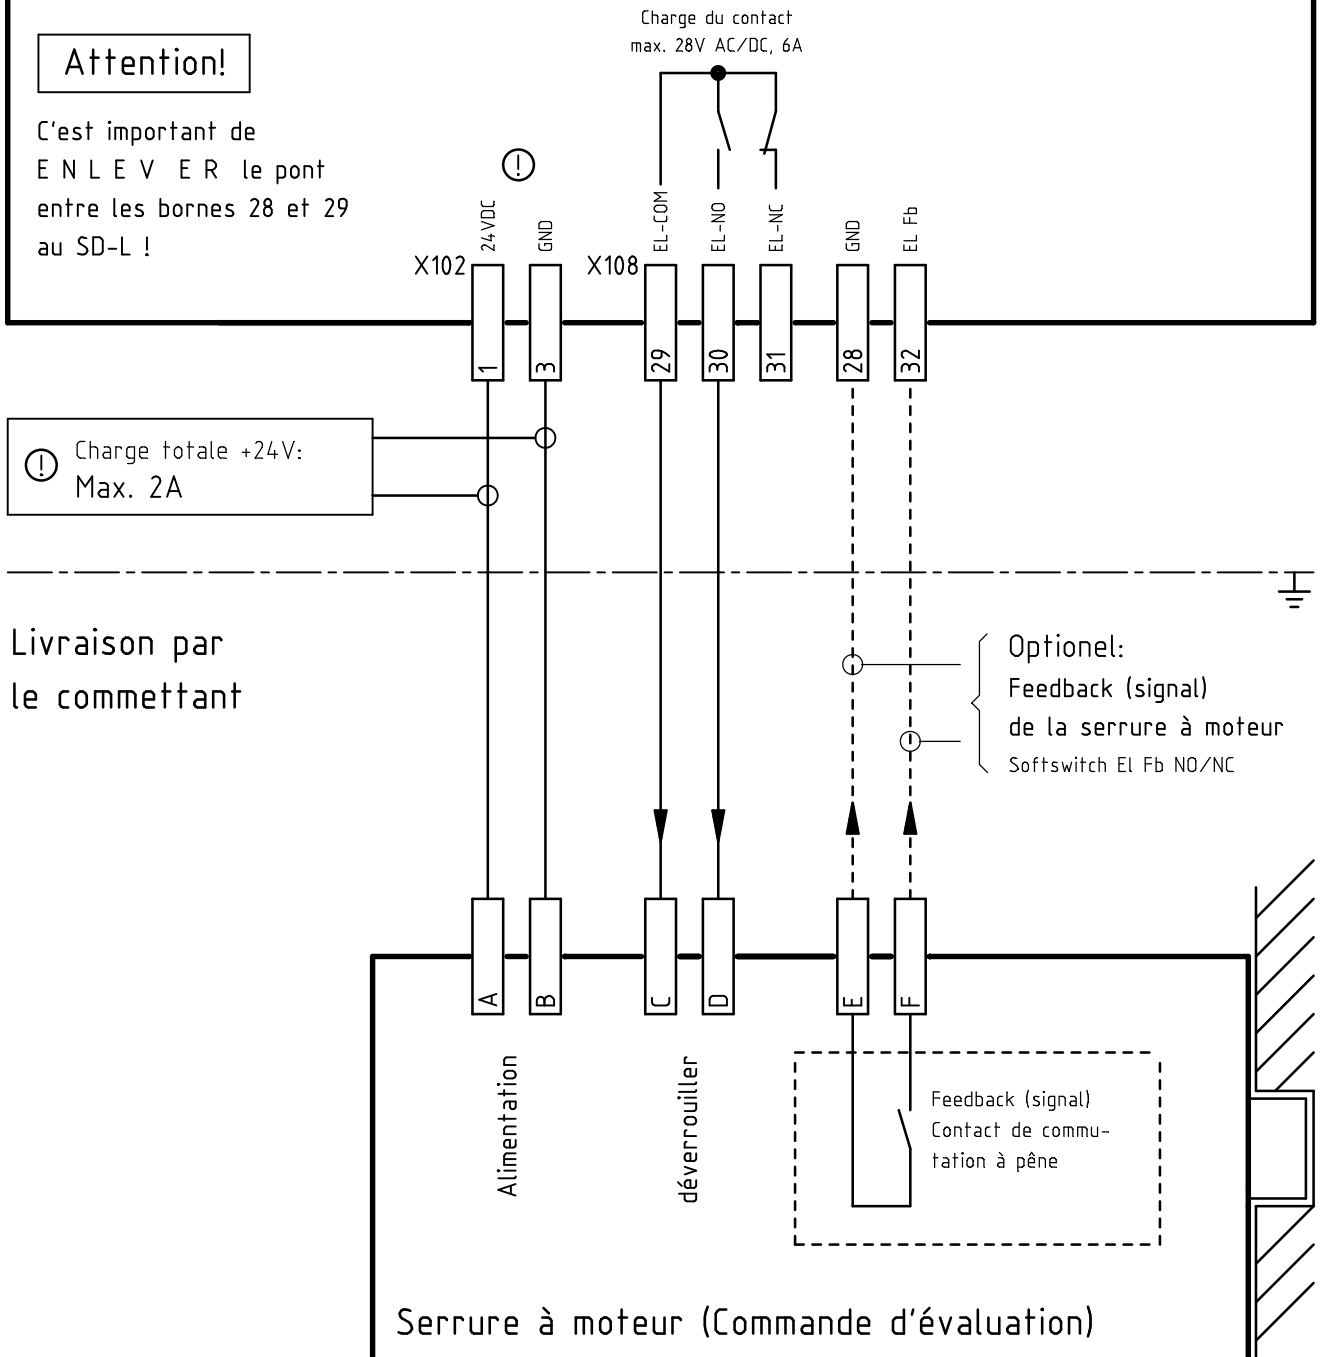 Charge du contact
max. 28V AC/DC, 6A
Attention!
C'est important de
E N L E V E R le pont
entre les bornes 28 et 29
au SD-L !
!
24VDC
GND
EL-COM
EL-NO
EL-NC
GND
EL Fb
X102
X108
1
3
29
30
31
28
32
! Charge totale +24V:
Max. 2A
Livraison par
le commettant
Optionel:
Feedback (signal)
de la serrure à moteur
Softswitch El Fb NO/NC
A
B
C
D
E
F
Alimentation
déverrouiller
Feedback (signal)
Contact de commu-
tation à pêne
Serrure à moteur (Commande d'évaluation)